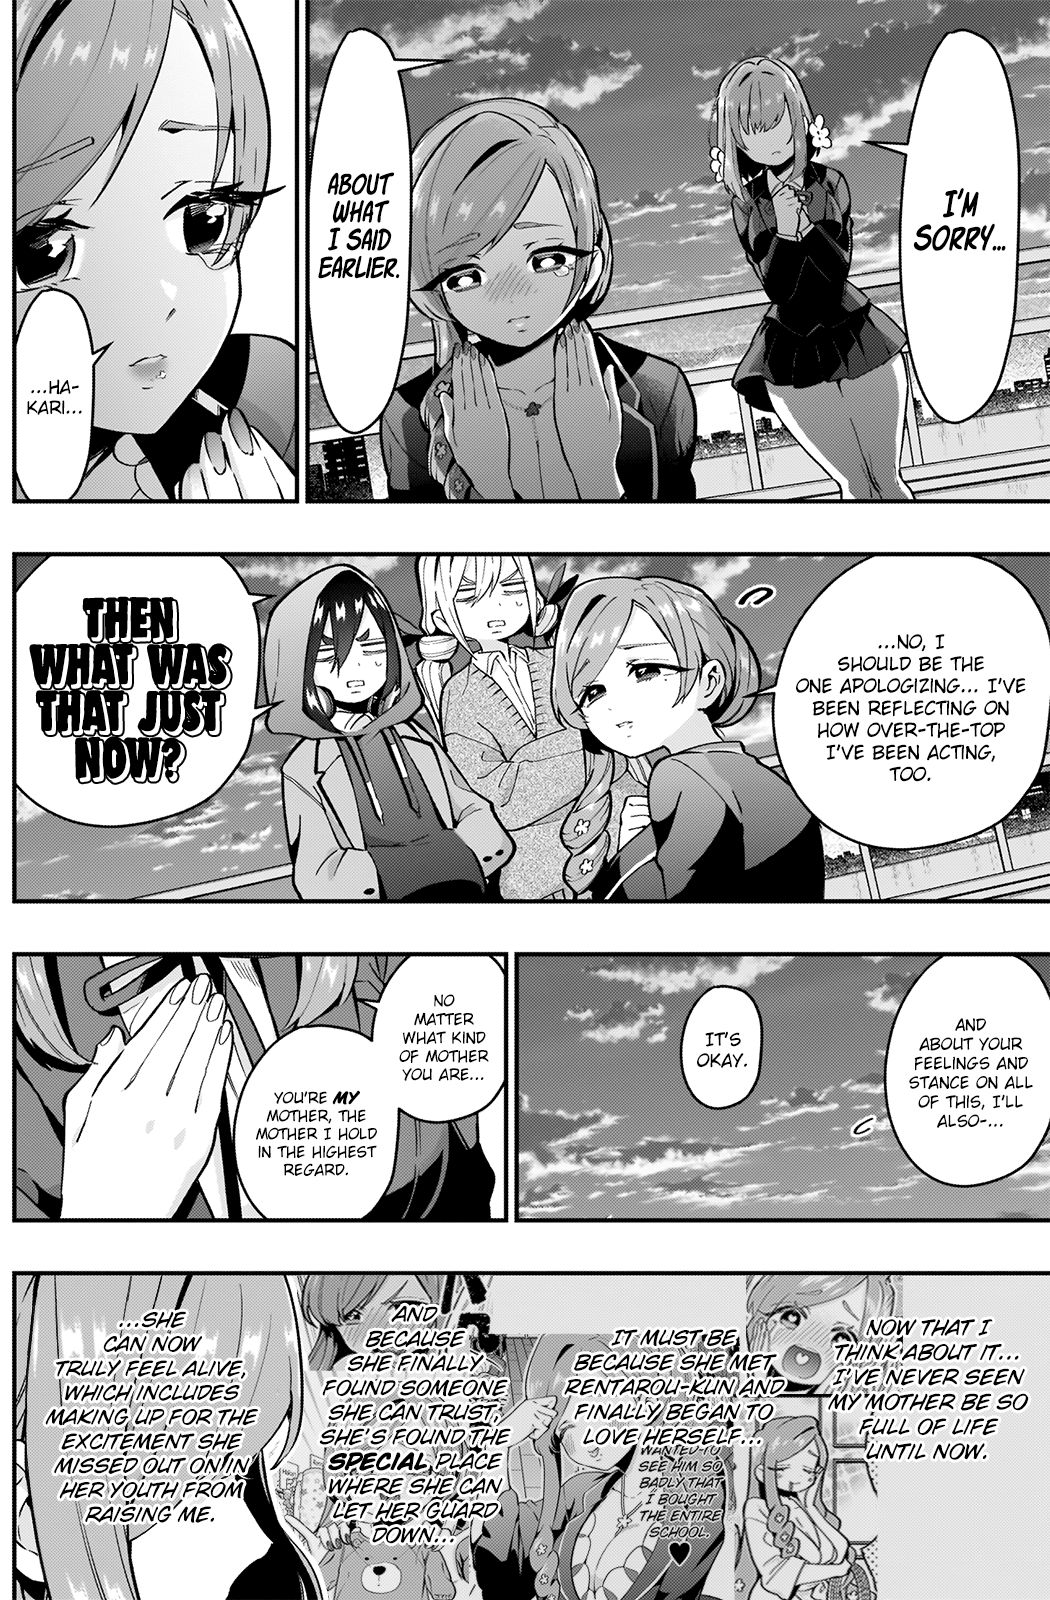 I'M
SORRY...
ABOUT
WHAT
I SAID
EARLIER.
...HA-
KARI...
...NO, I
SHOULD BE THE
ONE APOLOGIZING... I'VE
BEEN REFLECTING ON
HOW OVER-THE-TOP
I'VE BEEN ACTING,
TOO.
THEN
WHAT WAS
THAT JUST
NOW?
AND
ABOUT YOUR
FEELINGS AND
STANCE ON ALL
OF THIS, I'LL
ALSO-...
IT'S
OKAY.
NO
MATTER
WHAT KIND
OF MOTHER
YOU ARE...
YOU'RE MY
MOTHER, THE
MOTHER I HOLD
IN THE HIGHEST
REGARD.
NOW THAT I
THINK ABOUT IT...
I'VE NEVER SEEN
MY MOTHER BE SO
FULL OF LIFE
UNTIL NOW.
IT MUST BE
BECAUSE SHE MET
RENTAROU-KUN AND
FINALLY BEGAN TO
LOVE HERSELF...
WANTED TO
SEE HIM SO
BADLY THAT
I BOUGHT
THE ENTIRE
SCHOOL.
AND
BECAUSE
SHE FINALLY
FOUND SOMEONE
SHE CAN TRUST,
SHE'S FOUND THE
SPECIAL PLACE
WHERE SHE CAN
LET HER GUARD
DOWN...
...SHE
CAN NOW
TRULY FEEL ALIVE,
WHICH INCLUDES
MAKING UP FOR THE
EXCITEMENT SHE
MISSED OUT ON IN
HER YOUTH FROM
RAISING ME.